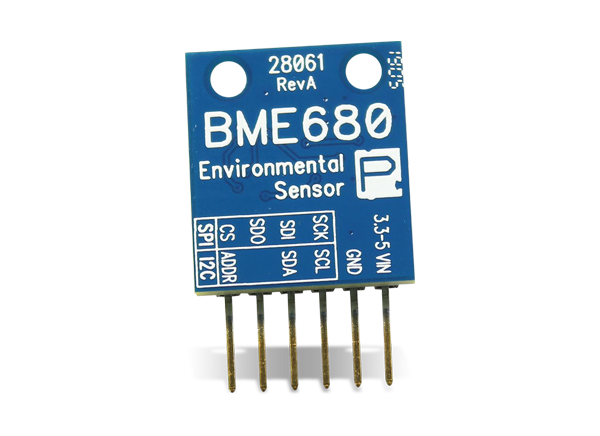 28061
RevA
1505
BME680
Environmental
Sensor
P
SPI CS SDO SDI SCK
I2C ADDR SDA SCL
GND
3.3-5 VIN